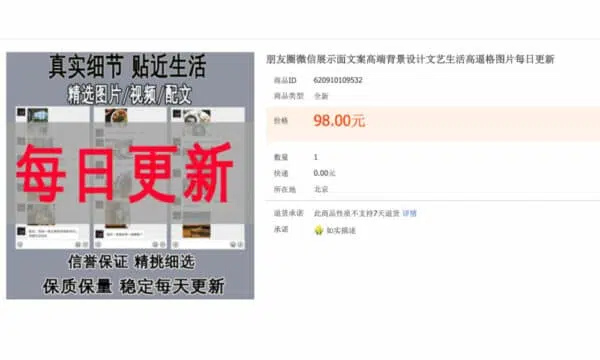 真实细节 贴近生活
精选图片/视频/配文
每日更新
信誉保证 精挑细选
保质保量 稳定每天更新
朋友圈微信展示面文案高端背景设计文艺生活高逼格图片每日更新
商品ID 620910109532
商品类型 全新
价格 98.00元
数量 1
快递 0.00元
所在地 北京
退货承诺 此商品性质不支持7天退货 详情
承诺 如实描述